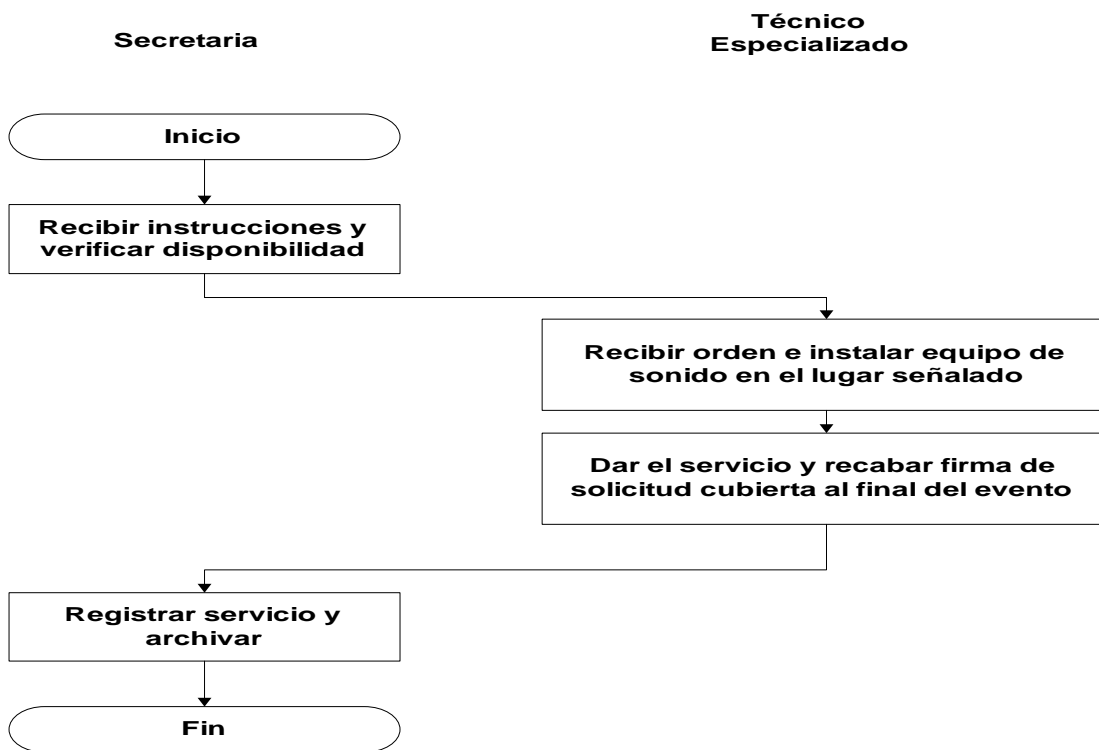 Secretaria
Técnico
Especializado
Inicio
Recibir instrucciones y
verificar disponibilidad
Recibir orden e instalar equipo de
sonido en el lugar señalado
Dar el servicio y recabar firma de
solicitud cubierta al final del evento
Registrar servicio y
archivar
Fin